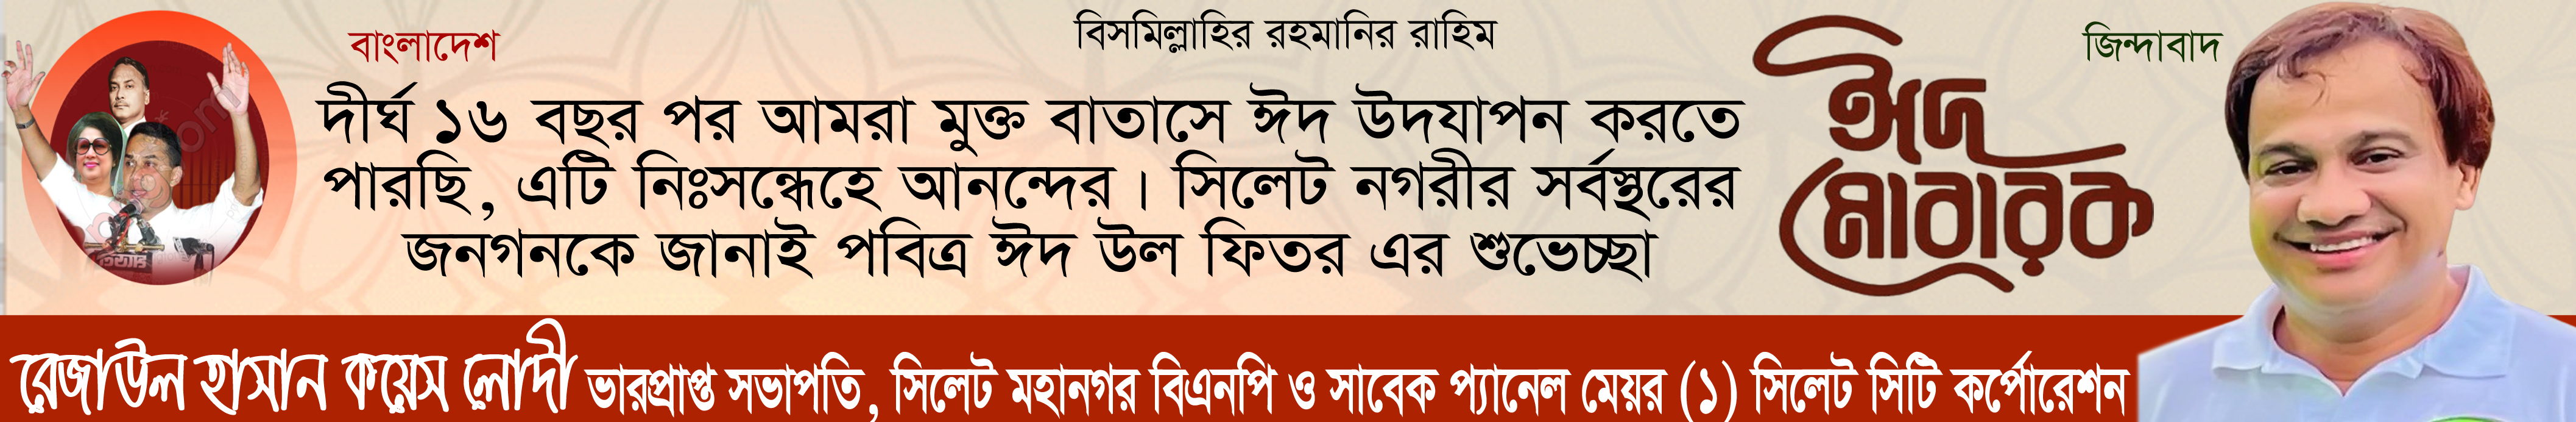 বিসমিল্লাহির রহমানির রাহিম
বাংলাদেশ
জিন্দাবাদ
দীর্ঘ ১৬ বছর পর আমরা মুক্ত বাতাসে ঈদ উদযাপন করতে
পারছি, এটি নিঃসন্ধেহে আনন্দের। সিলেট নগরীর সর্বস্থরের
জনগনকে জানাই পবিত্র ঈদ উল ফিতর এর শুভেচ্ছা
ঈদ
মোবারক
রেজাউল হাসান কয়েস লোদী ভারপ্রাপ্ত সভাপতি, সিলেট মহানগর বিএনপি ও সাবেক প্যানেল মেয়র (১) সিলেট সিটি কর্পোরেশন